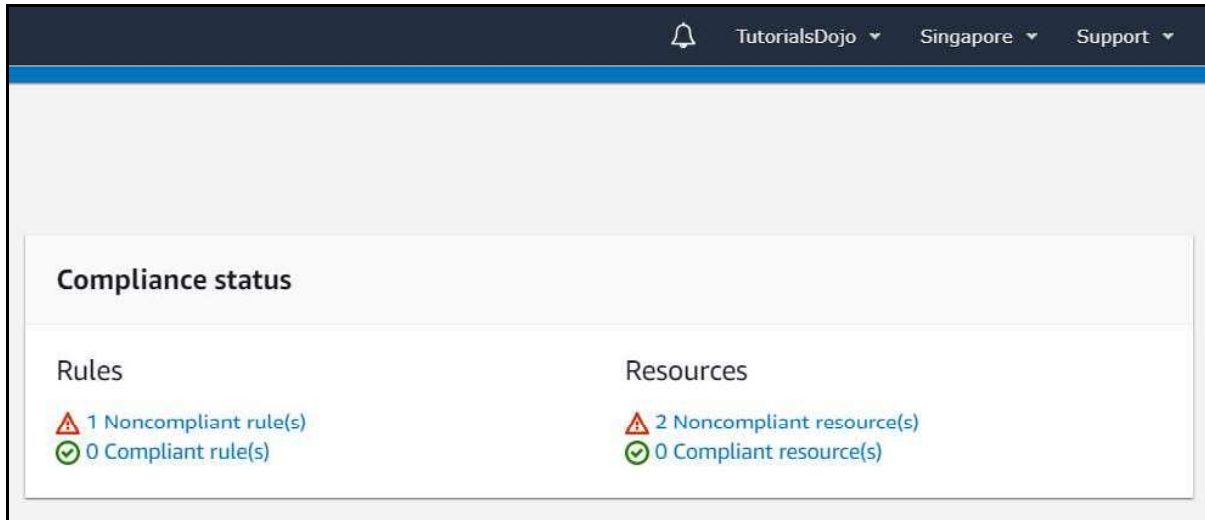 TutorialsDojo Singapore Support
Compliance status
Rules
1 Noncompliant rule(s)
0 Compliant rule(s)
Resources
2 Noncompliant resource(s)
0 Compliant resource(s)